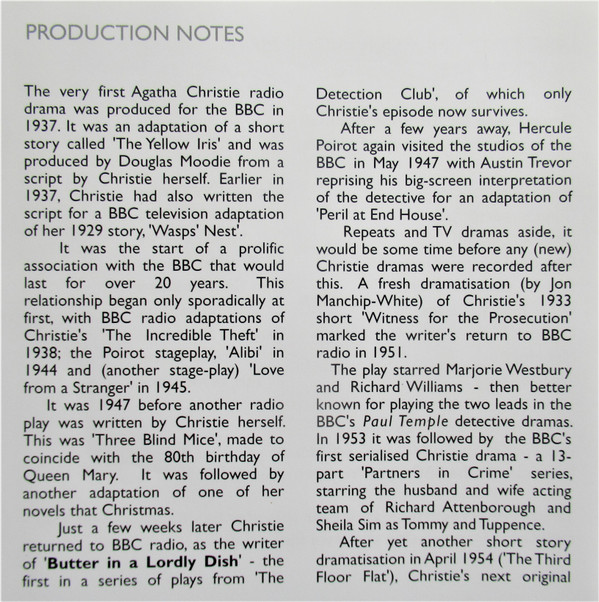 PRODUCTION NOTES
The very first Agatha Christie radio
drama was produced for the BBC in
1937. It was an adaptation of a short
story called 'The Yellow Iris' and was
produced by Douglas Moodie from a
script by Christie herself. Earlier in
1937, Christie had also written the
script for a BBC television adaptation
of her 1929 story, 'Wasps' Nest'.
It was the start of a prolific
association with the BBC that would
last for over 20 years. This
relationship began only sporadically at
first, with BBC radio adaptations of
Christie's 'The Incredible Theft' in
1938; the Poirot stageplay, 'Alibi' in
1944 and (another stage-play) 'Love
from a Stranger' in 1945.
It was 1947 before another radio
play was written by Christie herself.
This was 'Three Blind Mice', made to
coincide with the 80th birthday of
Queen Mary. It was followed by
another adaptation of one of her
novels that Christmas.
Just a few weeks later Christie
returned to BBC radio, as the writer
of 'Butter in a Lordly Dish' - the
first in a series of plays from 'The
Detection Club', of which only
Christie's episode now survives.
After a few years away, Hercule
Poirot again visited the studios of the
BBC in May 1947 with Austin Trevor
reprising his big-screen interpretation
of the detective for an adaptation of
'Peril at End House'.
Repeats and TV dramas aside, it
would be some time before any (new)
Christie dramas were recorded after
this. A fresh dramatisation (by Jon
Manchip-White) of Christie's 1933
short 'Witness for the Prosecution'
marked the writer's return to BBC
radio in 1951.
The play starred Marjorie Westbury
and Richard Williams - then better
known for playing the two leads in the
BBC's Paul Temple detective dramas.
In 1953 it was followed by the BBC's
first serialised Christie drama - a 13-
part 'Partners in Crime' series,
starring the husband and wife acting
team of Richard Attenborough and
Sheila Sim as Tommy and Tuppence.
After yet another short story
dramatisation in April 1954 ('The Third
Floor Flat'), Christie's next original